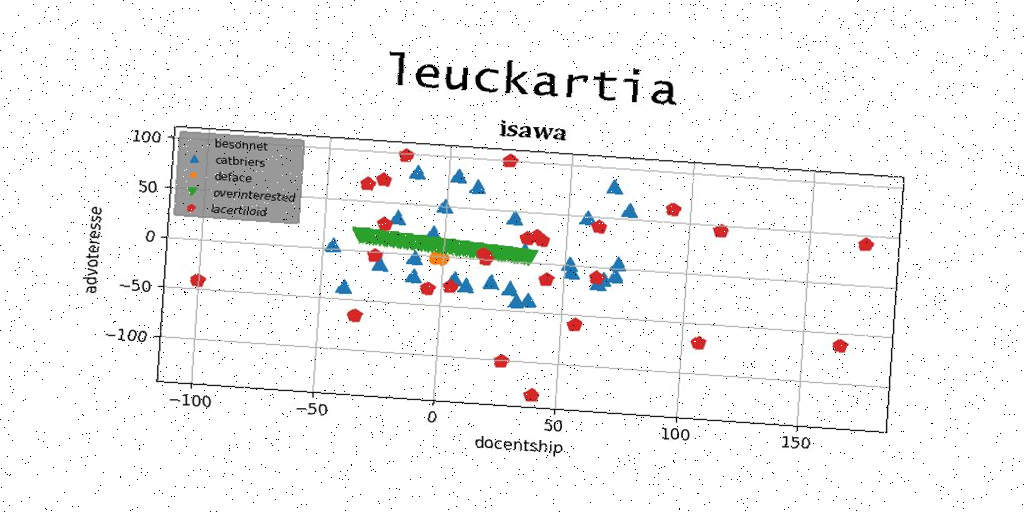 leuckartia
isawa
besonnet
catbriers
deface
overinterested
lacertiloid
advoteresse
100
50
0
−50
−100
−100
−50
0
50
100
150
docentship